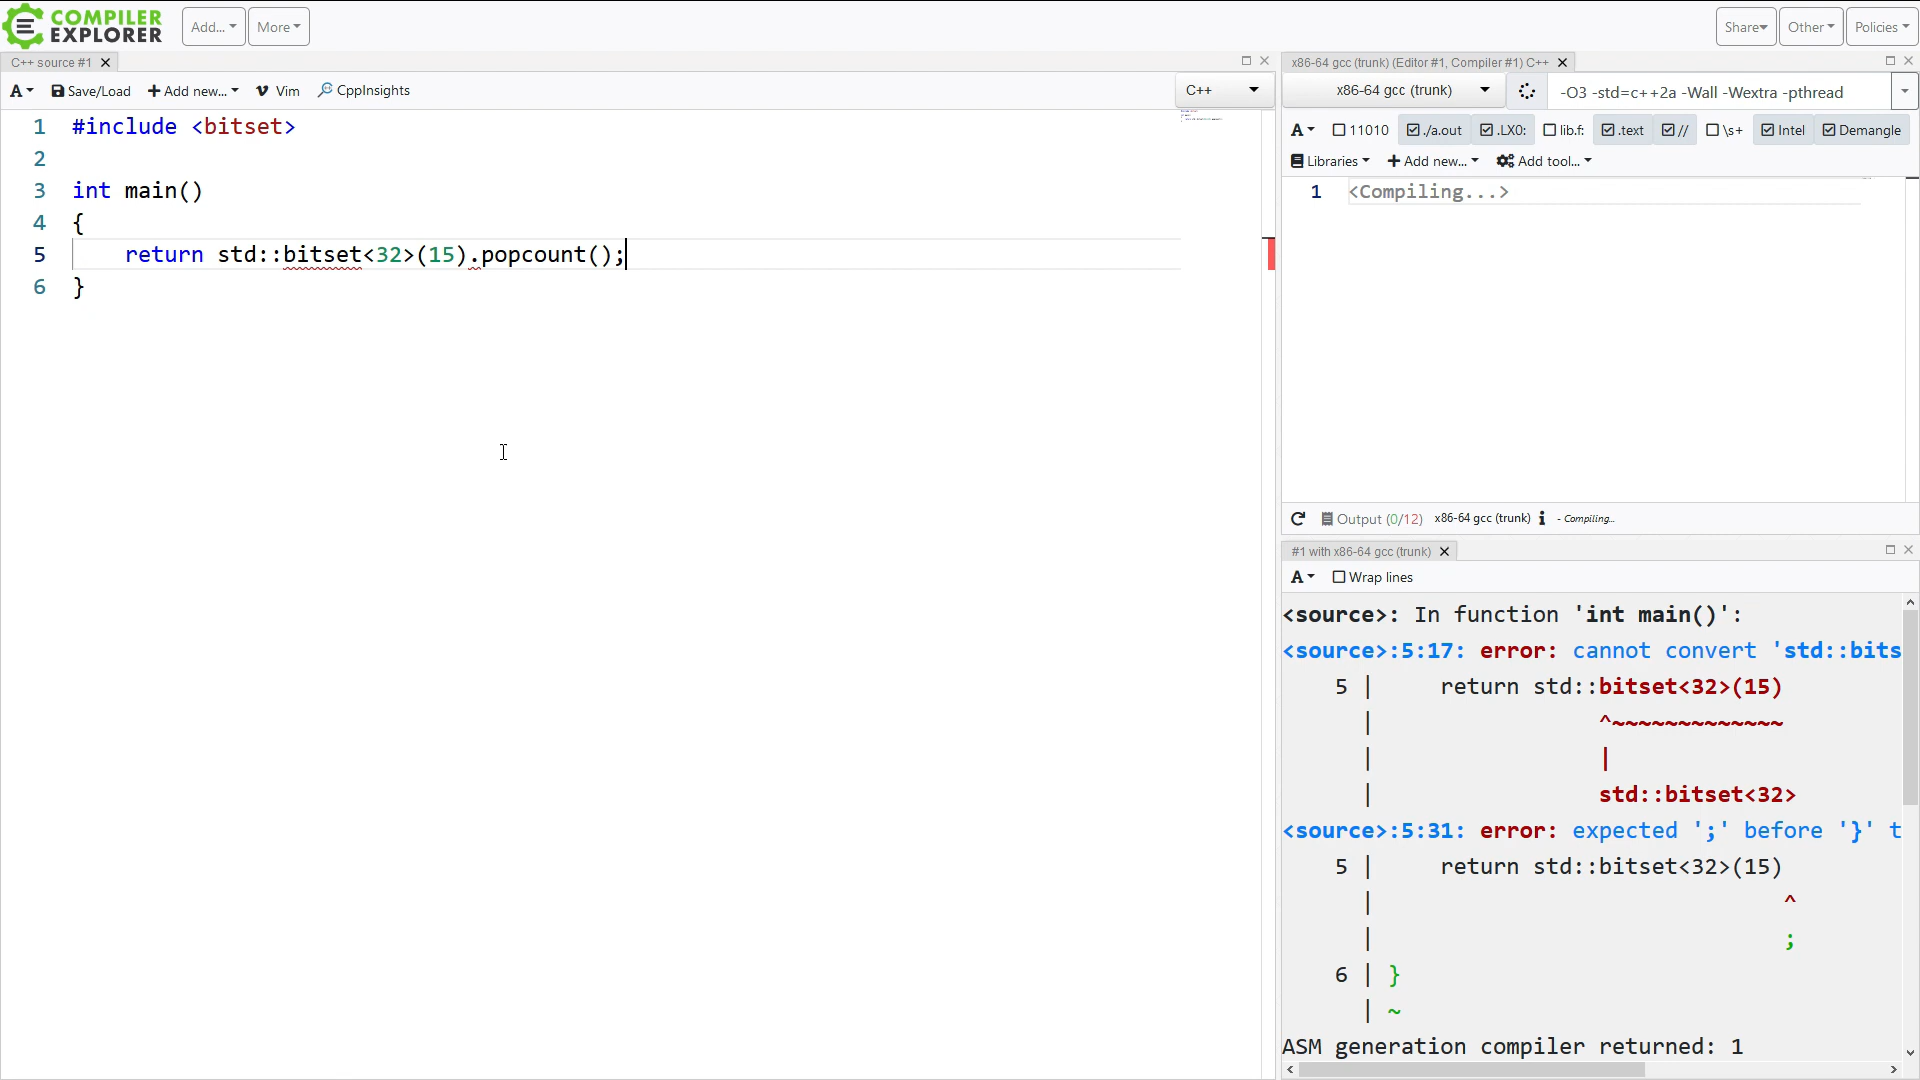 COMPILER EXPLORER Add... More Share Other Policies
C++ source #1
A Save/Load + Add new... Vim CppInsights C++
1 #include <bitset>
2
3 int main()
4 {
5 return std::bitset<32>(15).popcount();
6 }
x86-64 gcc (trunk) (Editor #1, Compiler #1) C++
x86-64 gcc (trunk) -O3 -std=c++2a -Wall -Wextra -pthread
A 11010 ./a.out .LX0: lib.f: .text // \s+ Intel Demangle
Libraries + Add new... Add tool...
1 <Compiling...>
Output (0/12) x86-64 gcc (trunk) i - Compiling...
#1 with x86-64 gcc (trunk)
A Wrap lines
<source>: In function 'int main()':
<source>:5:17: error: cannot convert 'std::bits
5 | return std::bitset<32>(15)
| ^~~~~~~~~~~~~~
| |
| std::bitset<32>
<source>:5:31: error: expected ';' before '}' t
5 | return std::bitset<32>(15)
| ^
| ;
6 | }
| ~
ASM generation compiler returned: 1